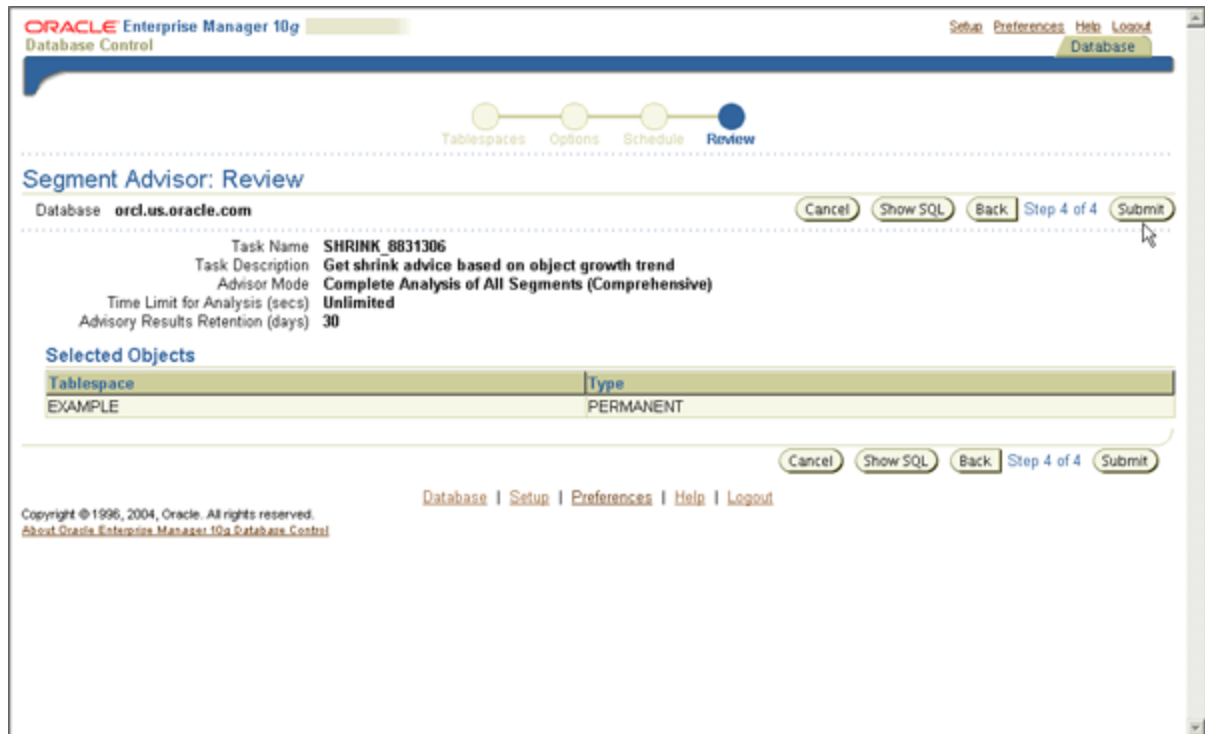 ORACLE Enterprise Manager 10g
Database Control
Setup Preferences Help Logout
Database
Tablespaces Options Schedule Review
Segment Advisor: Review
Database orcl.us.oracle.com
Cancel Show SQL Back Step 4 of 4 Submit
Task Name SHRINK_8831306
Task Description Get shrink advice based on object growth trend
Advisor Mode Complete Analysis of All Segments (Comprehensive)
Time Limit for Analysis (secs) Unlimited
Advisory Results Retention (days) 30
Selected Objects
Tablespace Type
EXAMPLE PERMANENT
Cancel Show SQL Back Step 4 of 4 Submit
Database | Setup | Preferences | Help | Logout
Copyright © 1996, 2004, Oracle. All rights reserved.
About Oracle Enterprise Manager 10g Database Control